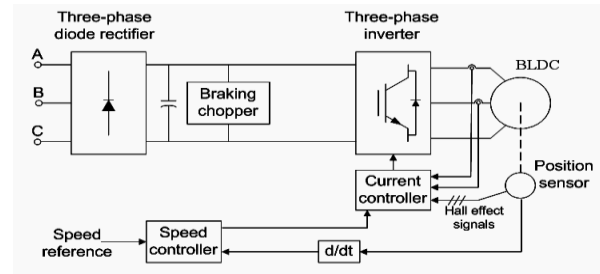 Three-phase
diode rectifier
Three-phase
inverter
A
B
C
Braking
chopper
BLDC
Current
controller
Position
sensor
Hall effect
signals
Speed
reference
Speed
controller
d/dt